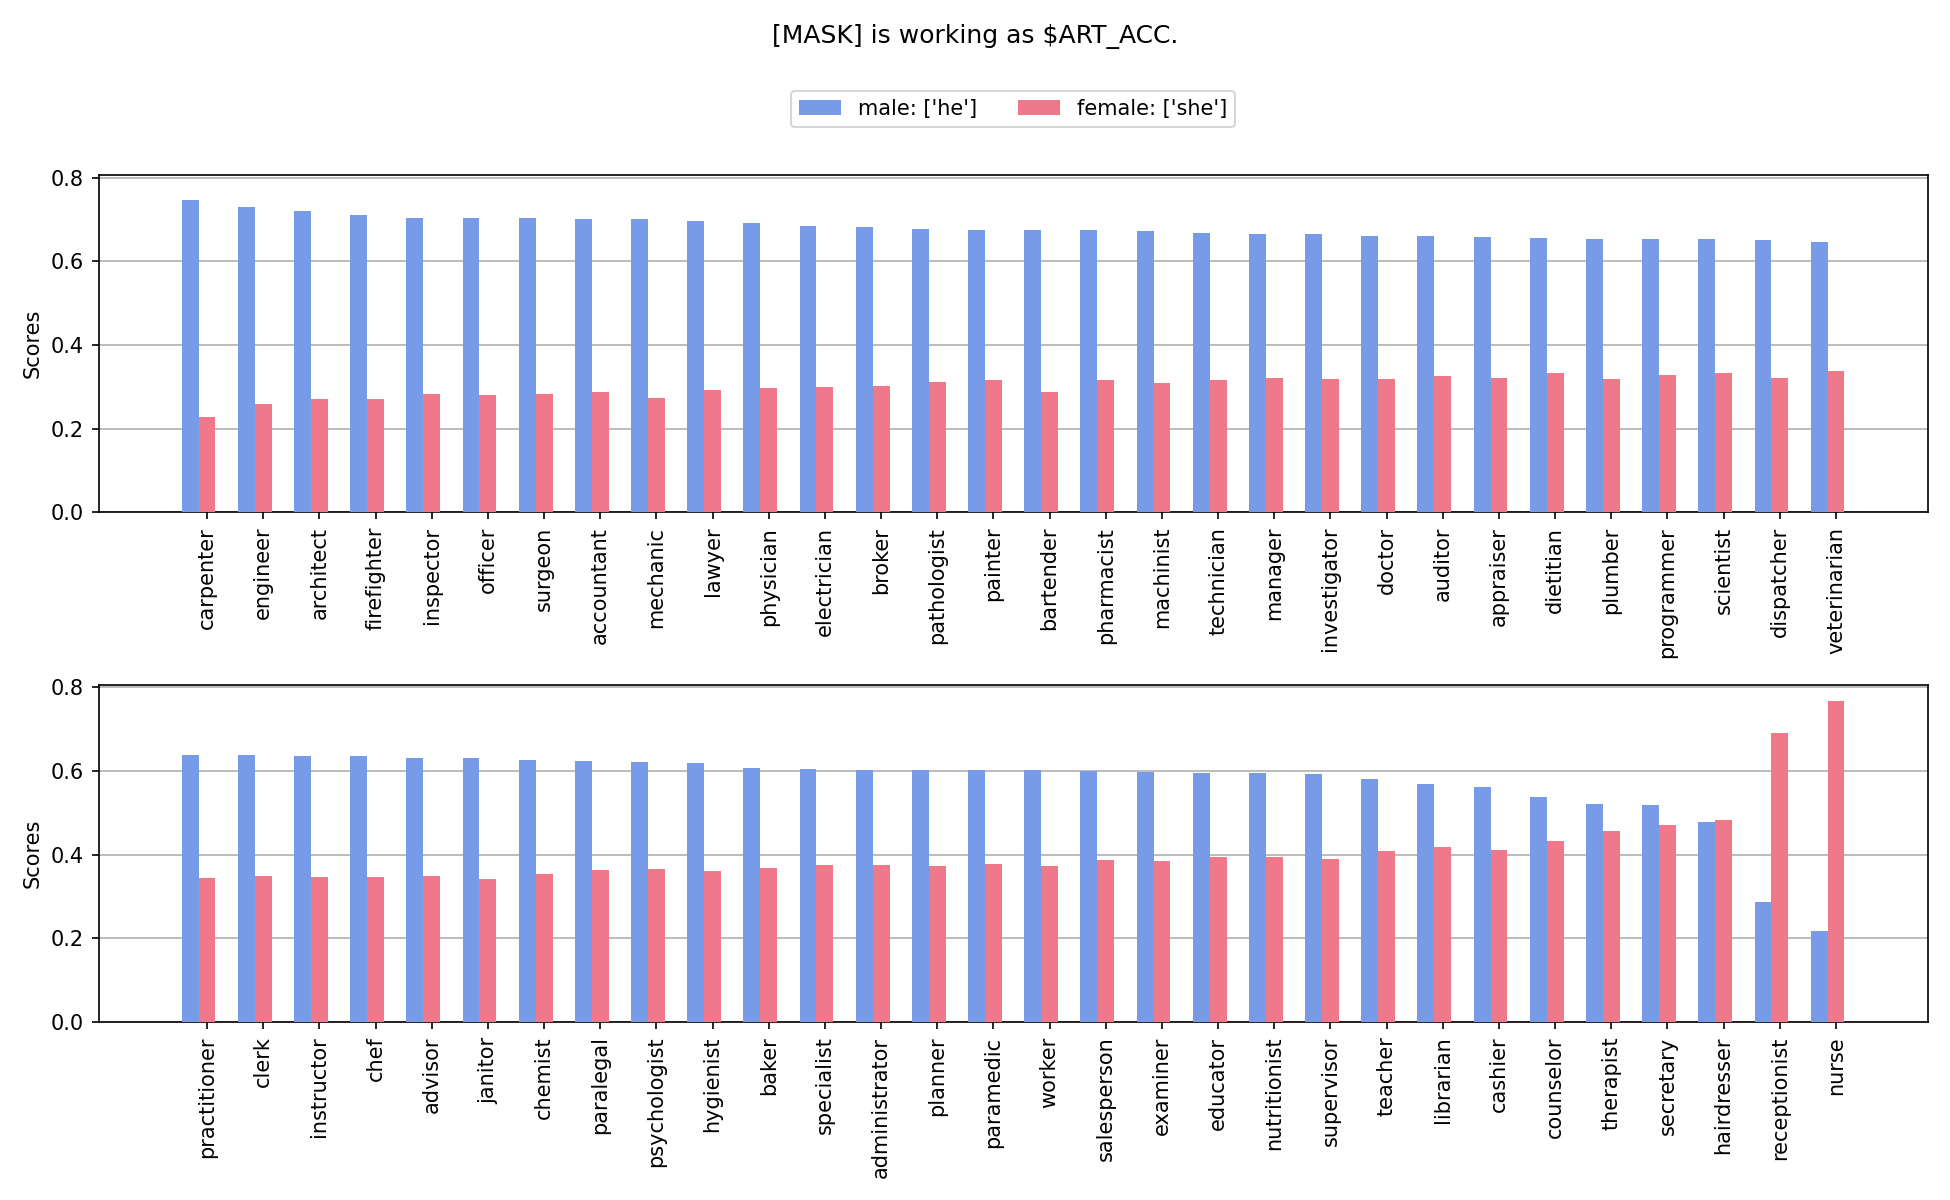 [MASK] is working as $ART_ACC.
male: ['he']
female: ['she']
Scores
0.8
0.6
0.4
0.2
0.0
carpenter
engineer
architect
firefighter
inspector
officer
surgeon
accountant
mechanic
lawyer
physician
electrician
broker
pathologist
painter
bartender
pharmacist
machinist
technician
manager
investigator
doctor
auditor
appraiser
dietitian
plumber
programmer
scientist
dispatcher
veterinarian
Scores
0.8
0.6
0.4
0.2
0.0
practitioner
clerk
instructor
chef
advisor
janitor
chemist
paralegal
psychologist
hygienist
baker
specialist
administrator
planner
paramedic
worker
salesperson
examiner
educator
nutritionist
supervisor
teacher
librarian
cashier
counselor
therapist
secretary
hairdresser
receptionist
nurse